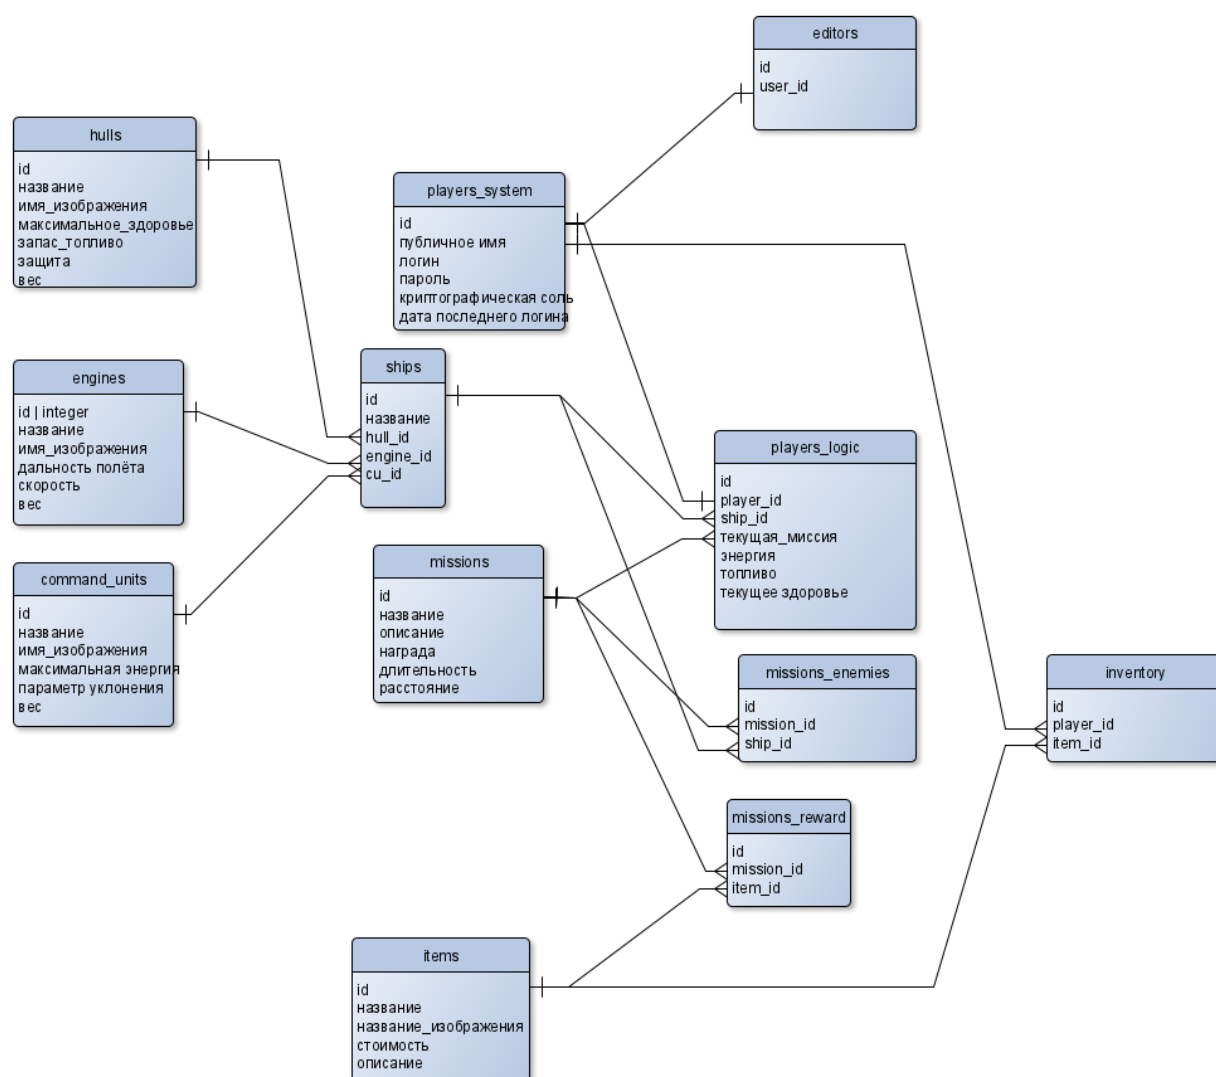 editors
id
user_id
hulls
id
название
имя_изображения
максимальное_здоровье
запас_топливо
защита
вес
players_system
id
публичное имя
логин
пароль
криптографическая соль
дата последнего логина
engines
id | integer
название
имя_изображения
дальность полёта
скорость
вес
ships
id
название
hull_id
engine_id
cu_id
players_logic
id
player_id
ship_id
текущая_миссия
энергия
топливо
текущее здоровье
command_units
id
название
имя_изображения
максимальная энергия
параметр уклонения
вес
missions
id
название
описание
награда
длительность
расстояние
missions_enemies
id
mission_id
ship_id
inventory
id
player_id
item_id
missions_reward
id
mission_id
item_id
items
id
название
название_изображения
стоимость
описание